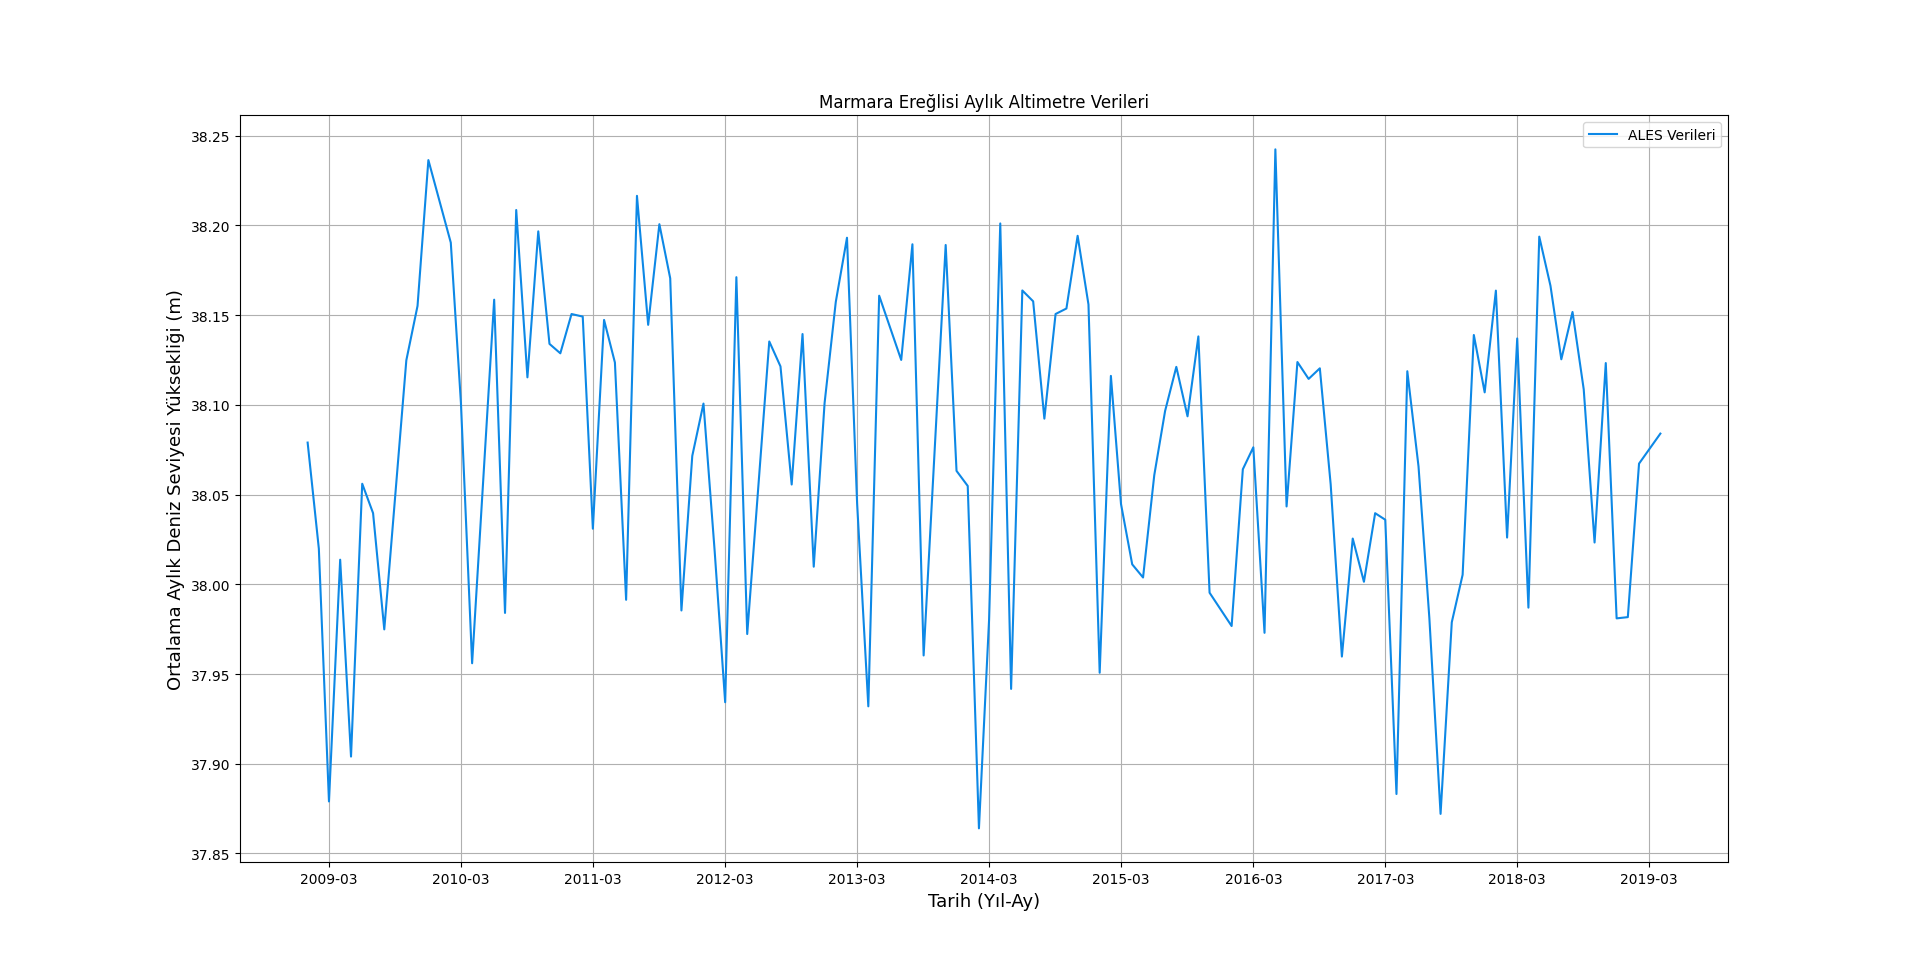 Marmara Ereğlisi Aylık Altimetre Verileri
ALES Verileri
Ortalama Aylık Deniz Seviyesi Yüksekliği (m)
38.25
38.20
38.15
38.10
38.05
38.00
37.95
37.90
37.85
2009-03 2010-03 2011-03 2012-03 2013-03 2014-03 2015-03 2016-03 2017-03 2018-03 2019-03
Tarih (Yıl-Ay)